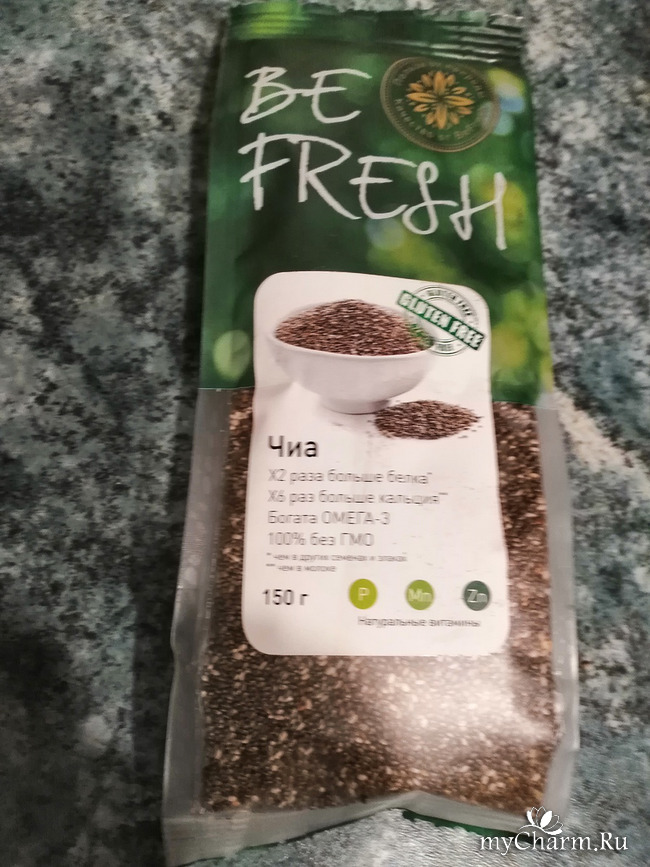 BE
FRESH
GLUTEN FREE
Чиа
X2 раза больше белка*
X6 раз больше кальция**
Богата ОМЕГА-3
100% без ГМО
* чем в других семенах и злаках
** чем в молоке
150 г
P Mn Zn
Натуральные витамины
myCharm.Ru